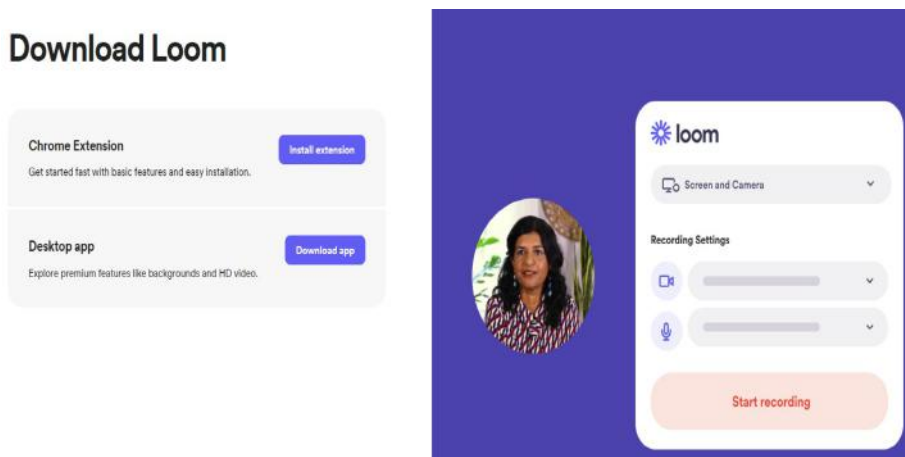 Download Loom
Chrome Extension
Install extension
Get started fast with basic features and easy installation.
Desktop app
Download app
Explore premium features like backgrounds and HD video.
loom
Screen and Camera
Recording Settings
Start recording